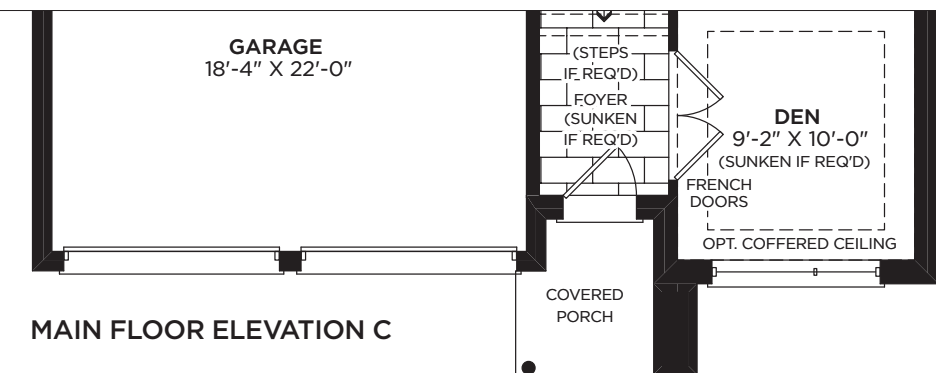 GARAGE
18'-4" X 22'-0"
(STEPS
IF REQ'D)
FOYER
(SUNKEN
IF REQ'D)
DEN
9'-2" X 10'-0"
(SUNKEN IF REQ'D)
FRENCH
DOORS
OPT. COFFERED CEILING
COVERED
PORCH
MAIN FLOOR ELEVATION C